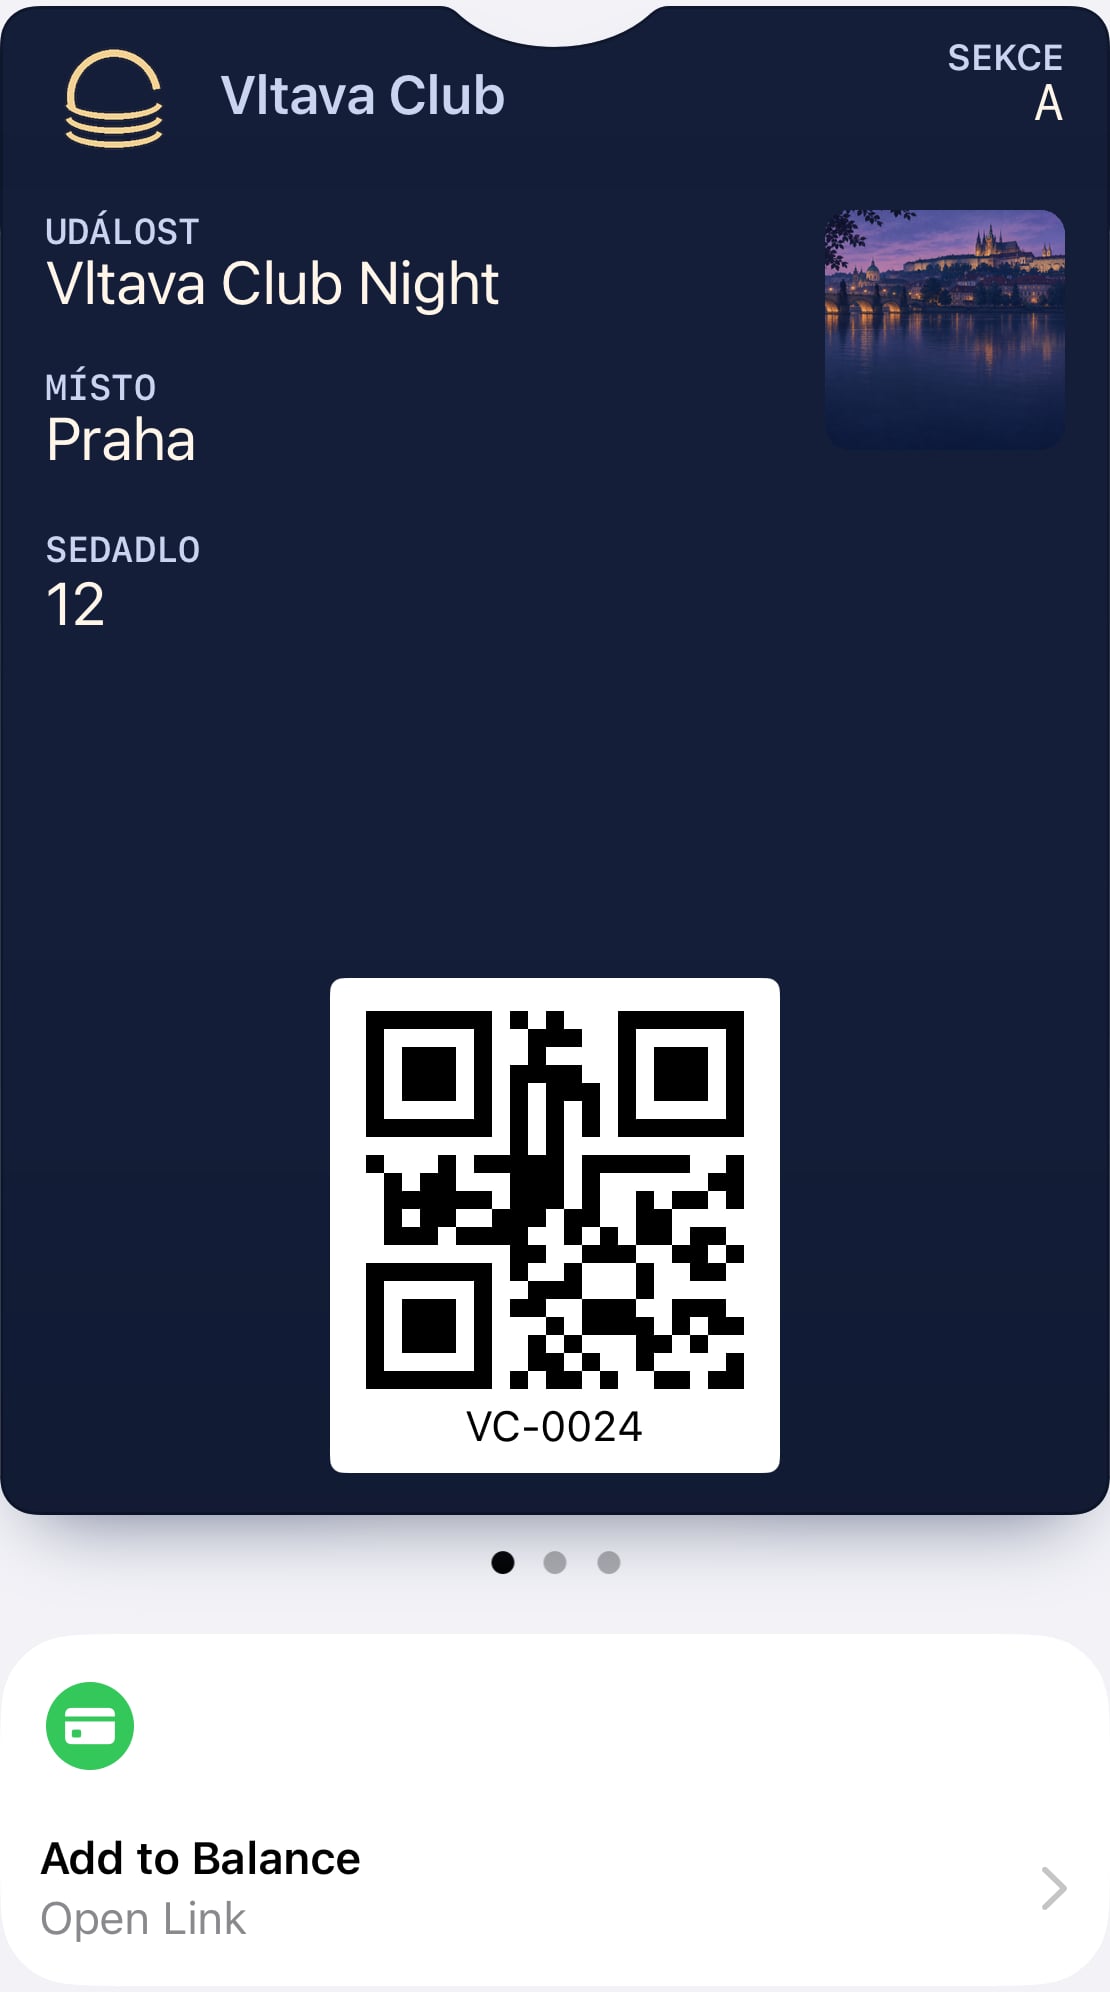 Vltava Club
SEKCE
A
UDÁLOST
Vltava Club Night
MÍSTO
Praha
SEDADLO
12
VC-0024
Add to Balance
Open Link